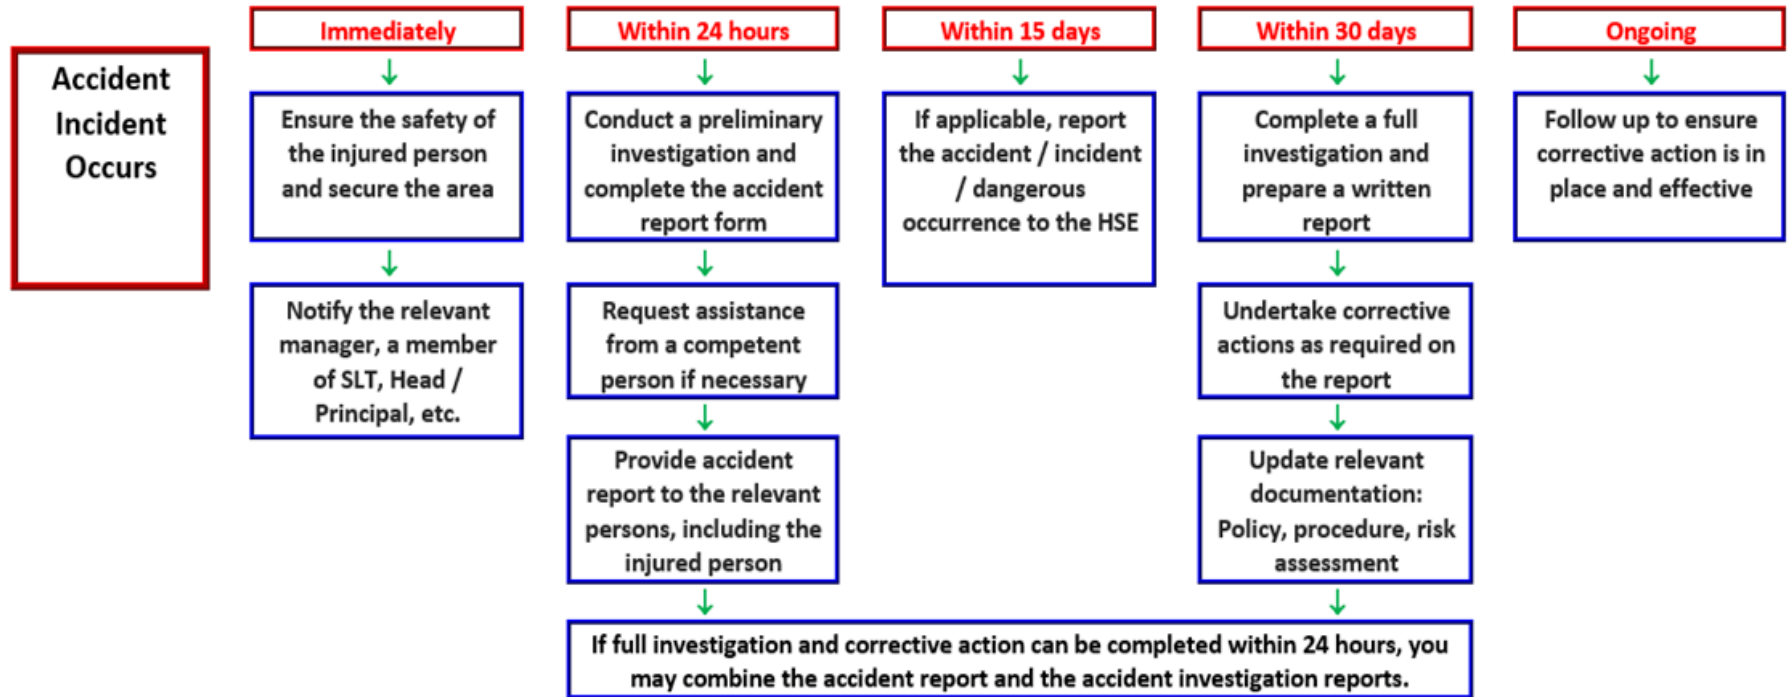 Accident
Incident
Occurs
Immediately
Ensure the safety of
the injured person
and secure the area
Notify the relevant
manager, a member
of SLT, Head /
Principal, etc.
Within 24 hours
Conduct a preliminary
investigation and
complete the accident
report form
Request assistance
from a competent
person if necessary
Provide accident
report to the relevant
persons, including the
injured person
Within 15 days
If applicable, report
the accident / incident
/ dangerous
occurrence to the HSE
Within 30 days
Complete a full
investigation and
prepare a written
report
Undertake corrective
actions as required on
the report
Update relevant
documentation:
Policy, procedure, risk
assessment
Ongoing
Follow up to ensure
corrective action is in
place and effective
If full investigation and corrective action can be completed within 24 hours, you
may combine the accident report and the accident investigation reports.